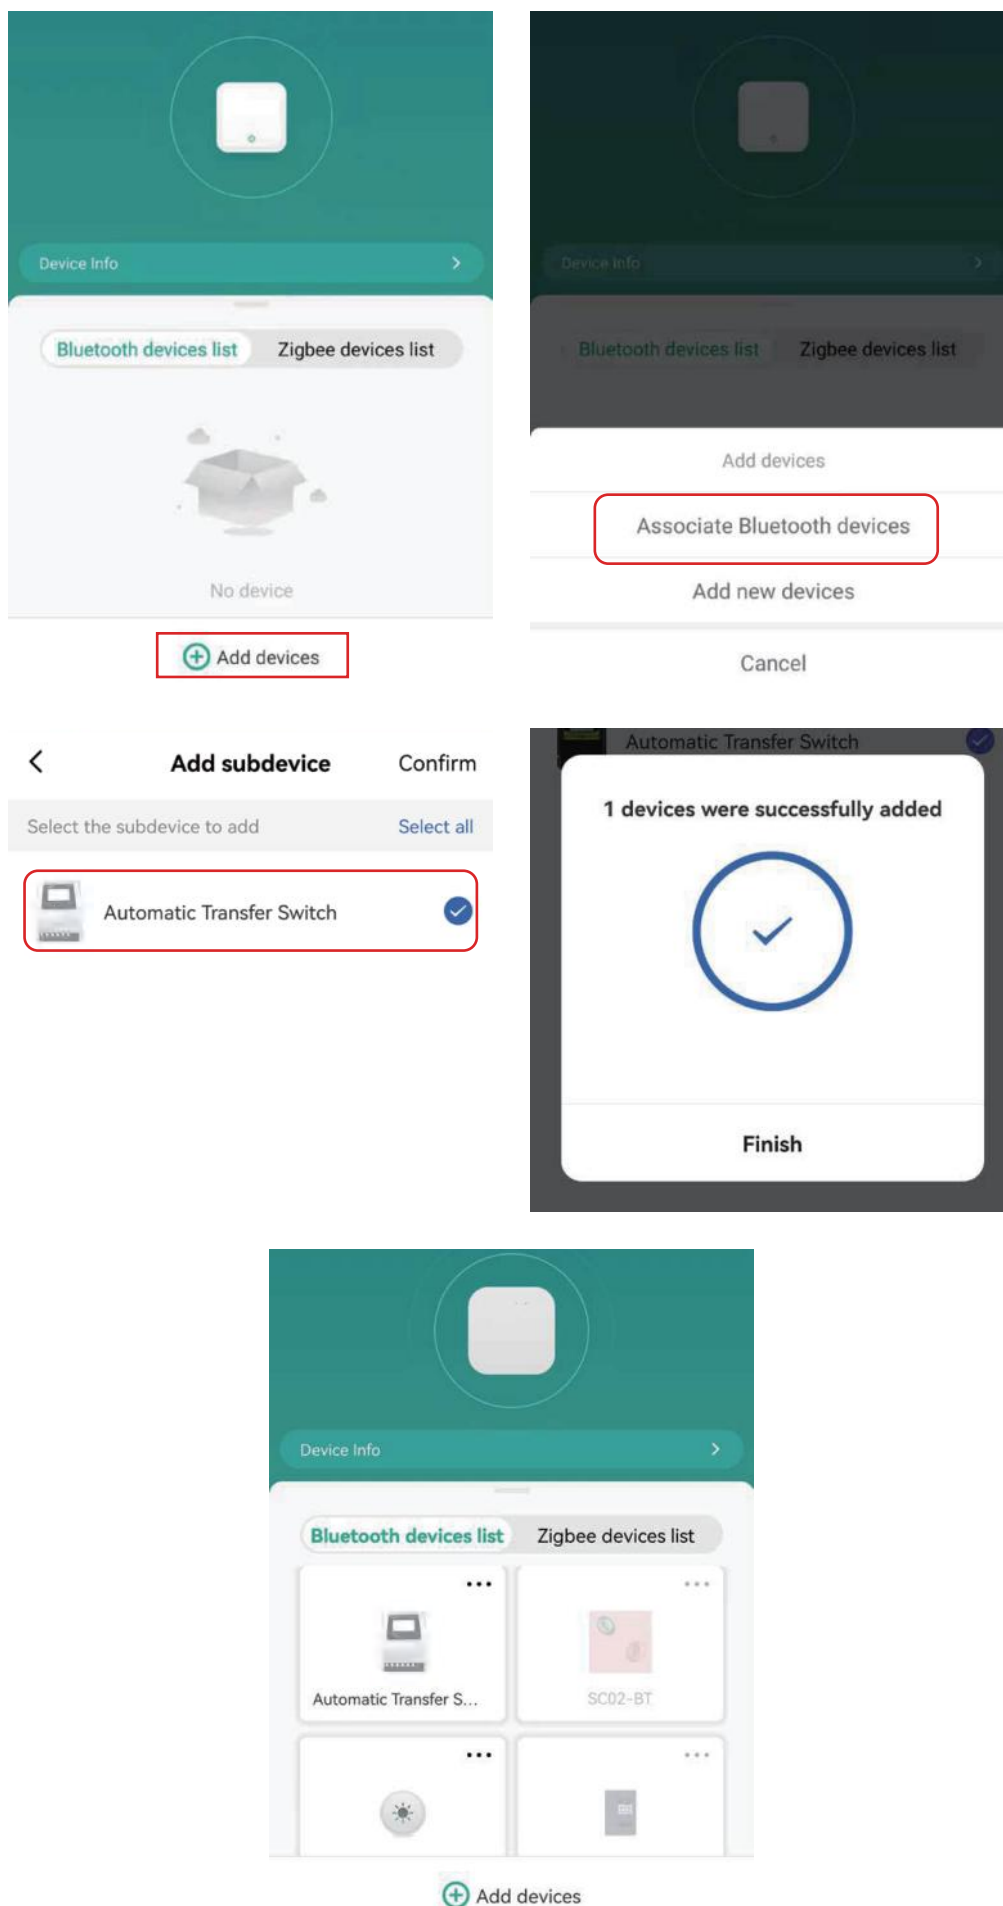 Device Info
Bluetooth devices list
Zigbee devices list
No device
Add devices
Device Info
Bluetooth devices list
Zigbee devices list
Add devices
Associate Bluetooth devices
Add new devices
Cancel
Add subdevice
Confirm
Select the subdevice to add
Select all
Automatic Transfer Switch
Automatic Transfer Switch
1 devices were successfully added
Finish
Device Info
Bluetooth devices list
Zigbee devices list
Automatic Transfer S...
SC02-BT
Add devices